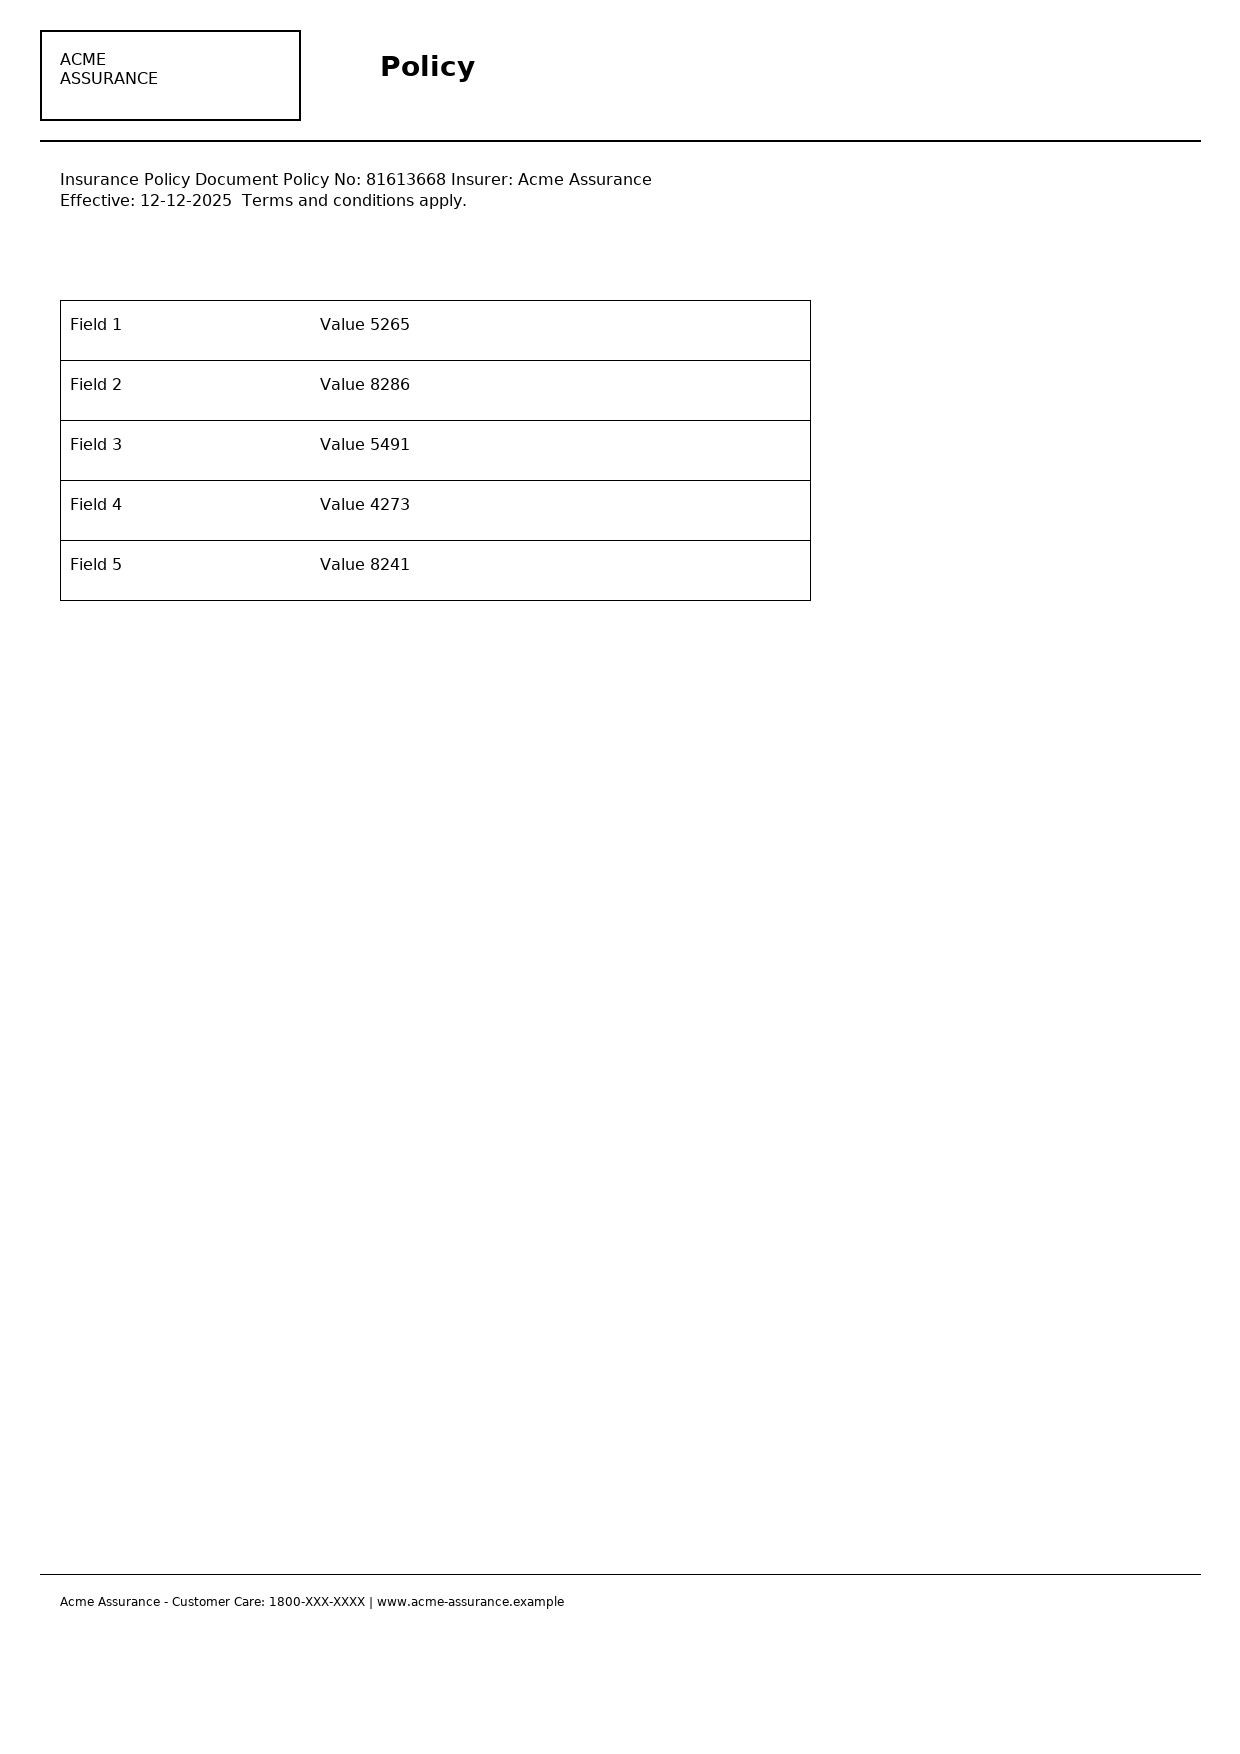 ACME
ASSURANCE
Policy
Insurance Policy Document Policy No: 81613668 Insurer: Acme Assurance
Effective: 12-12-2025  Terms and conditions apply.
Field 1 Value 5265
Field 2 Value 8286
Field 3 Value 5491
Field 4 Value 4273
Field 5 Value 8241
Acme Assurance - Customer Care: 1800-XXX-XXXX | www.acme-assurance.example